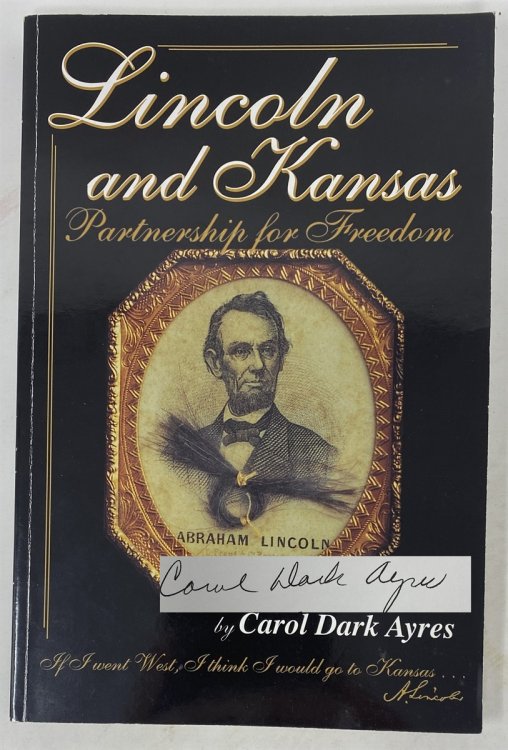 Lincoln
and Kansas
Partnership for Freedom
ABRAHAM LINCOLN
Carol Dark Ayres
by Carol Dark Ayres
If I went West, I think I would go to Kansas . . .
A. Lincoln